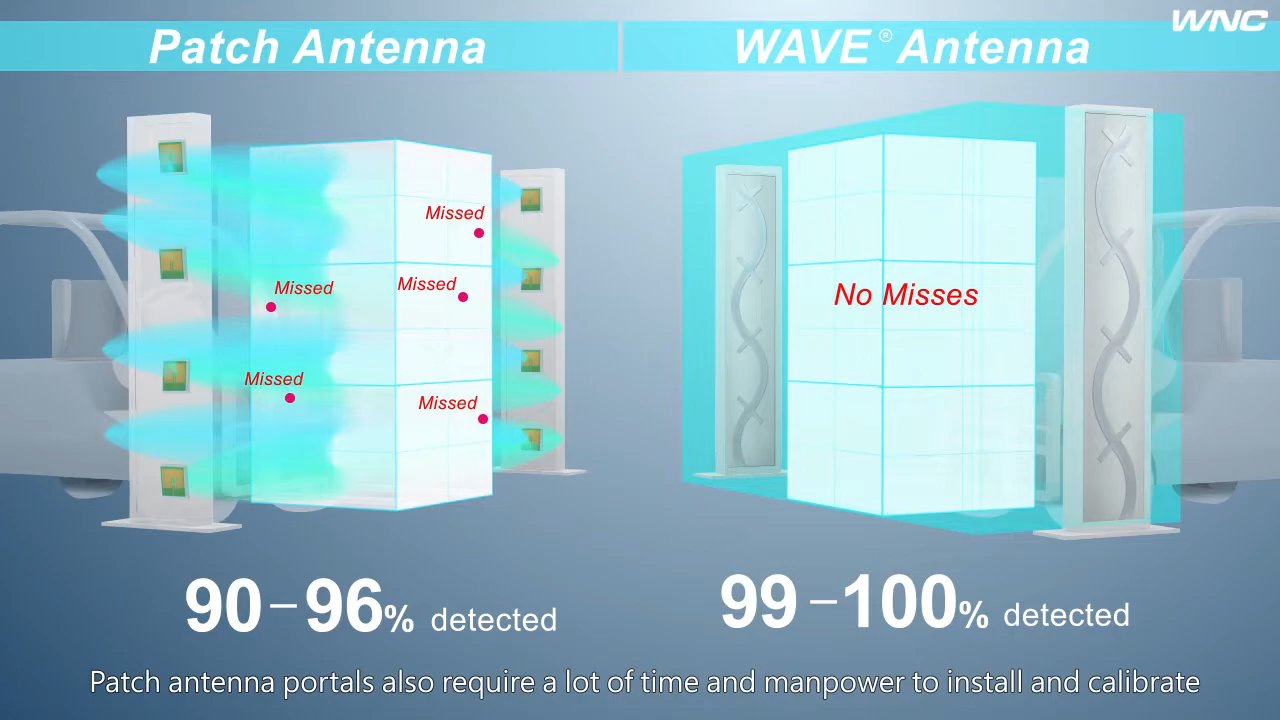 WNC
Patch Antenna
WAVE® Antenna
Missed
Missed
Missed
Missed
Missed
No Misses
90-96% detected
99-100% detected
Patch antenna portals also require a lot of time and manpower to install and calibrate